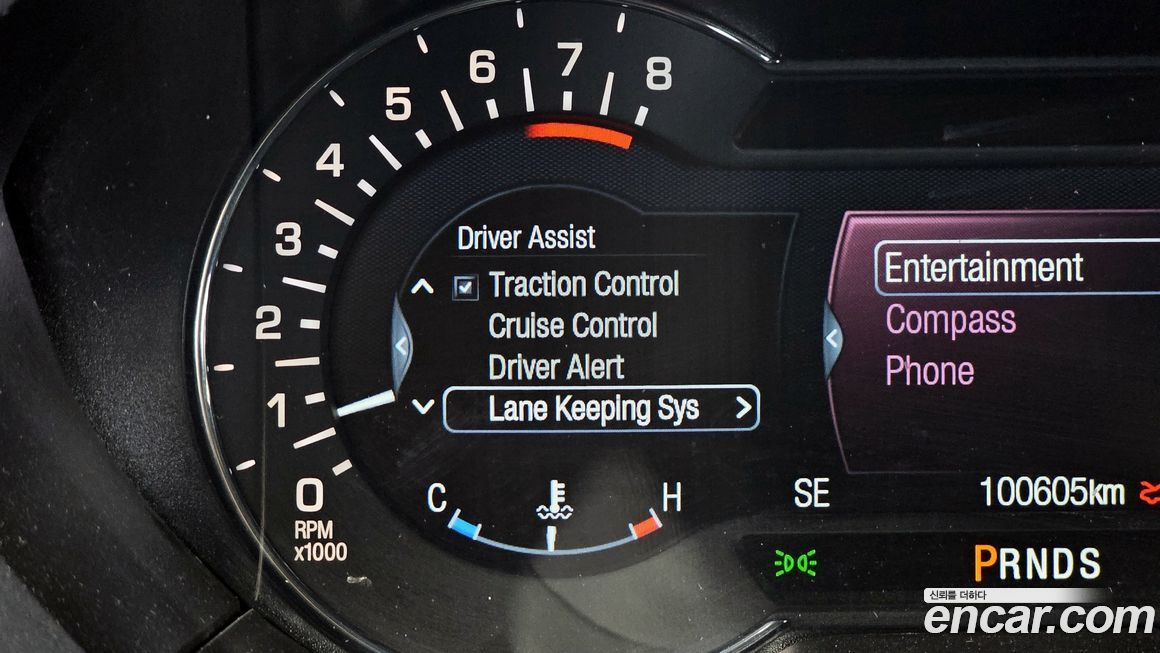 8
7
6
5
4
3
2
1
0
RPM
x1000
Driver Assist
Traction Control
Cruise Control
Driver Alert
Lane Keeping Sys
C
H
Entertainment
Compass
Phone
SE
100605km
PRNDS
신뢰를 더하다
encar.com